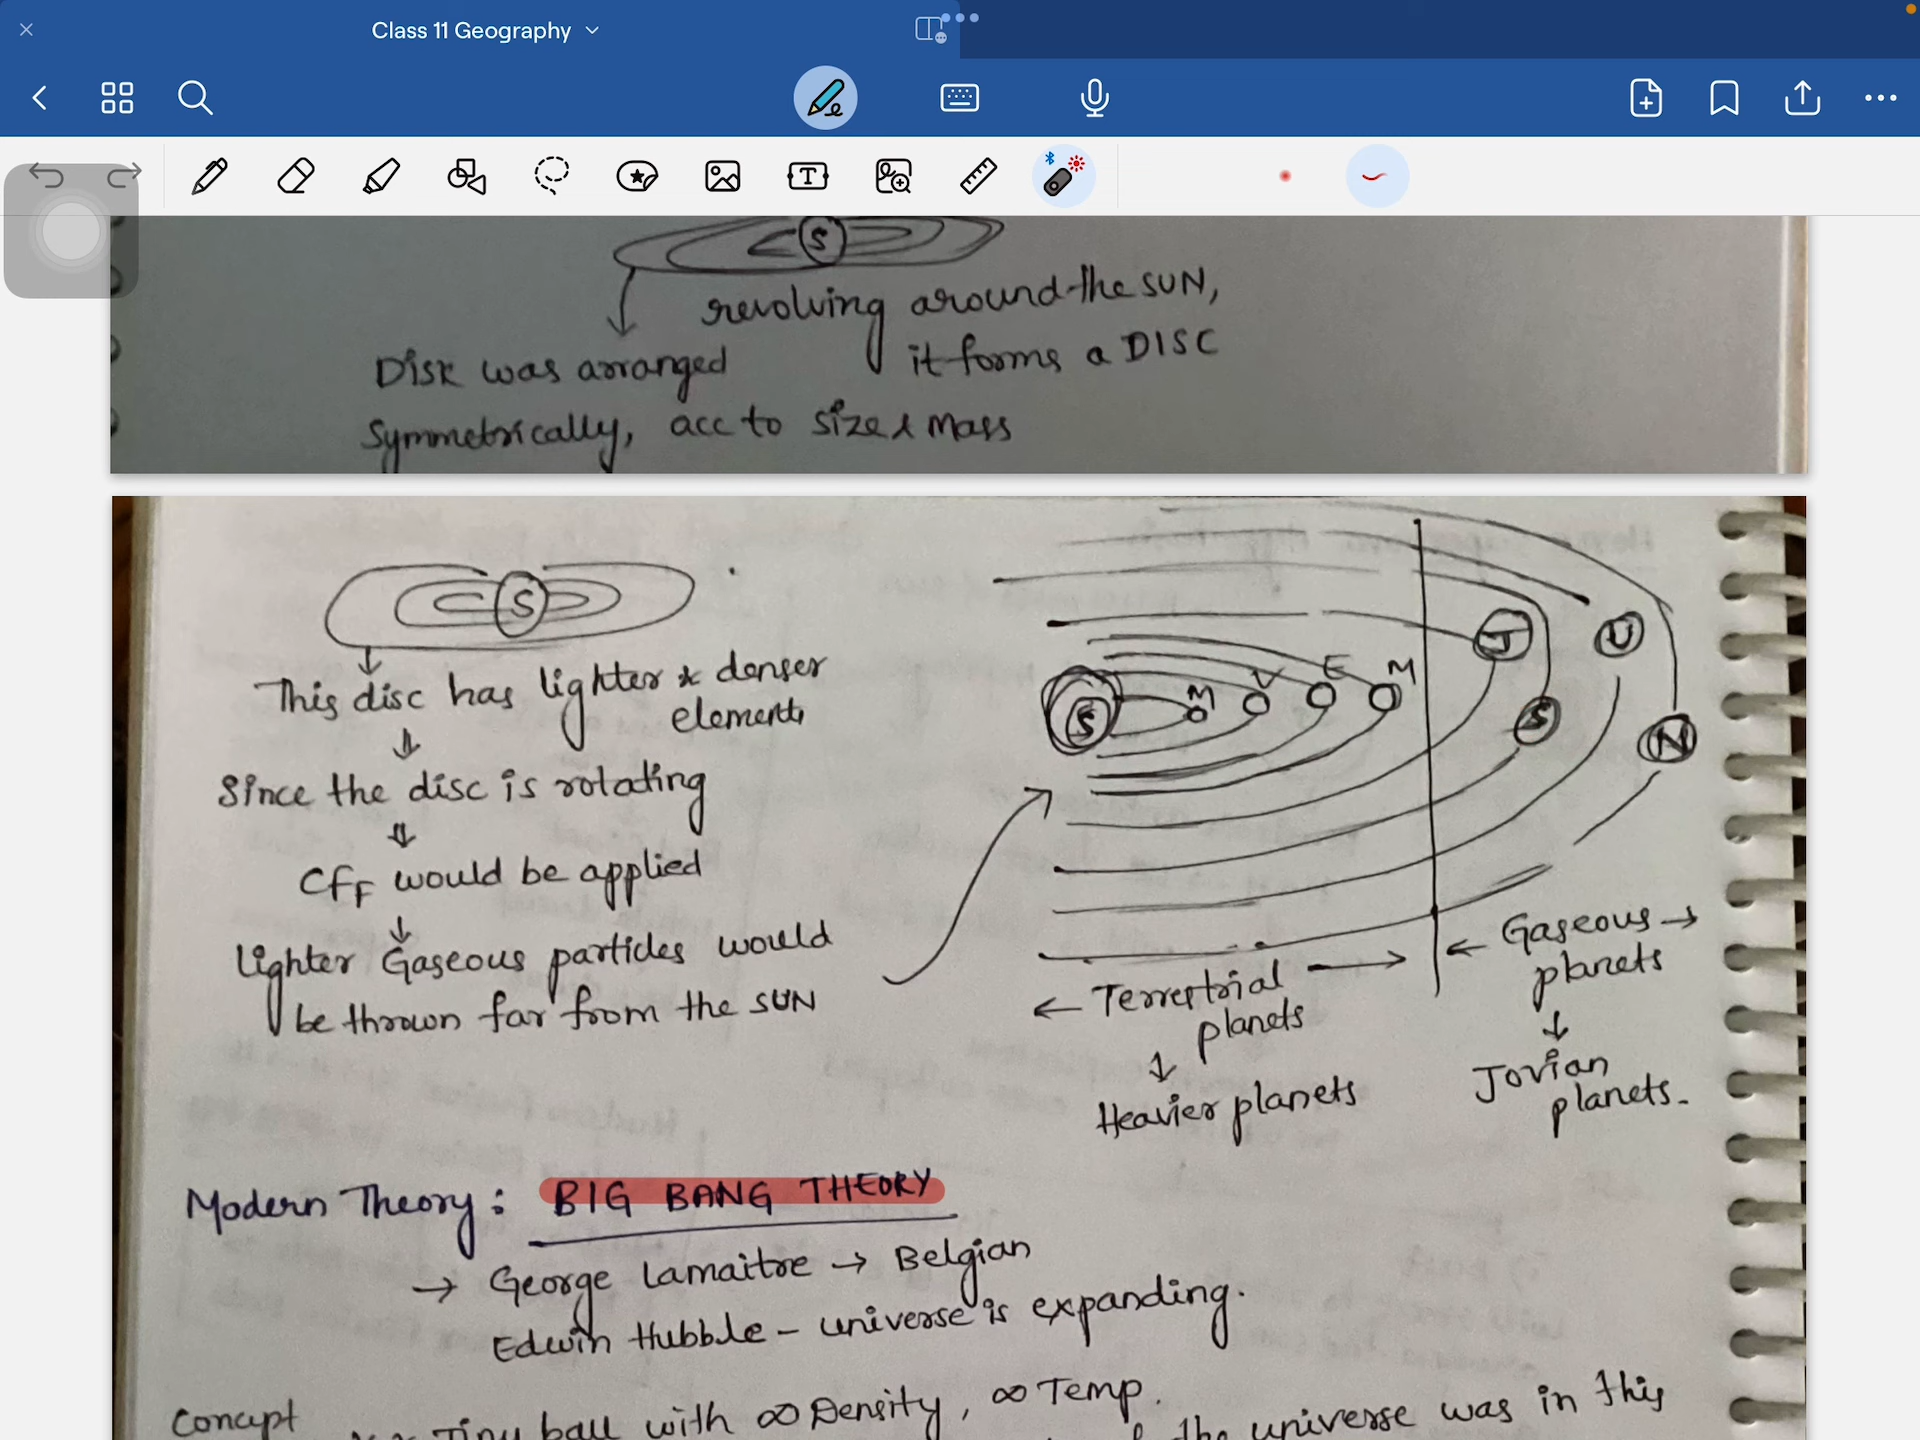 Class 11 Geography
S
revolving around the SUN,
it forms a DISC
Disk was arranged
symmetrically, acc to size & Mass
S
This disc has lighter & denser
elements
Since the disc is rotating
CFF would be applied
Lighter Gaseous particles would
be thrown far from the SUN
S M V E M J S U N
← Terrestrial → planets
Heavier planets
← Gaseous → planets
Jovian planets.
Modern Theory : BIG BANG THEORY
→ George Lamaitre → Belgian
Edwin Hubble - universe is expanding.
Concept
Tiny ball with ∞ Density, ∞ Temp.
the universe was in this